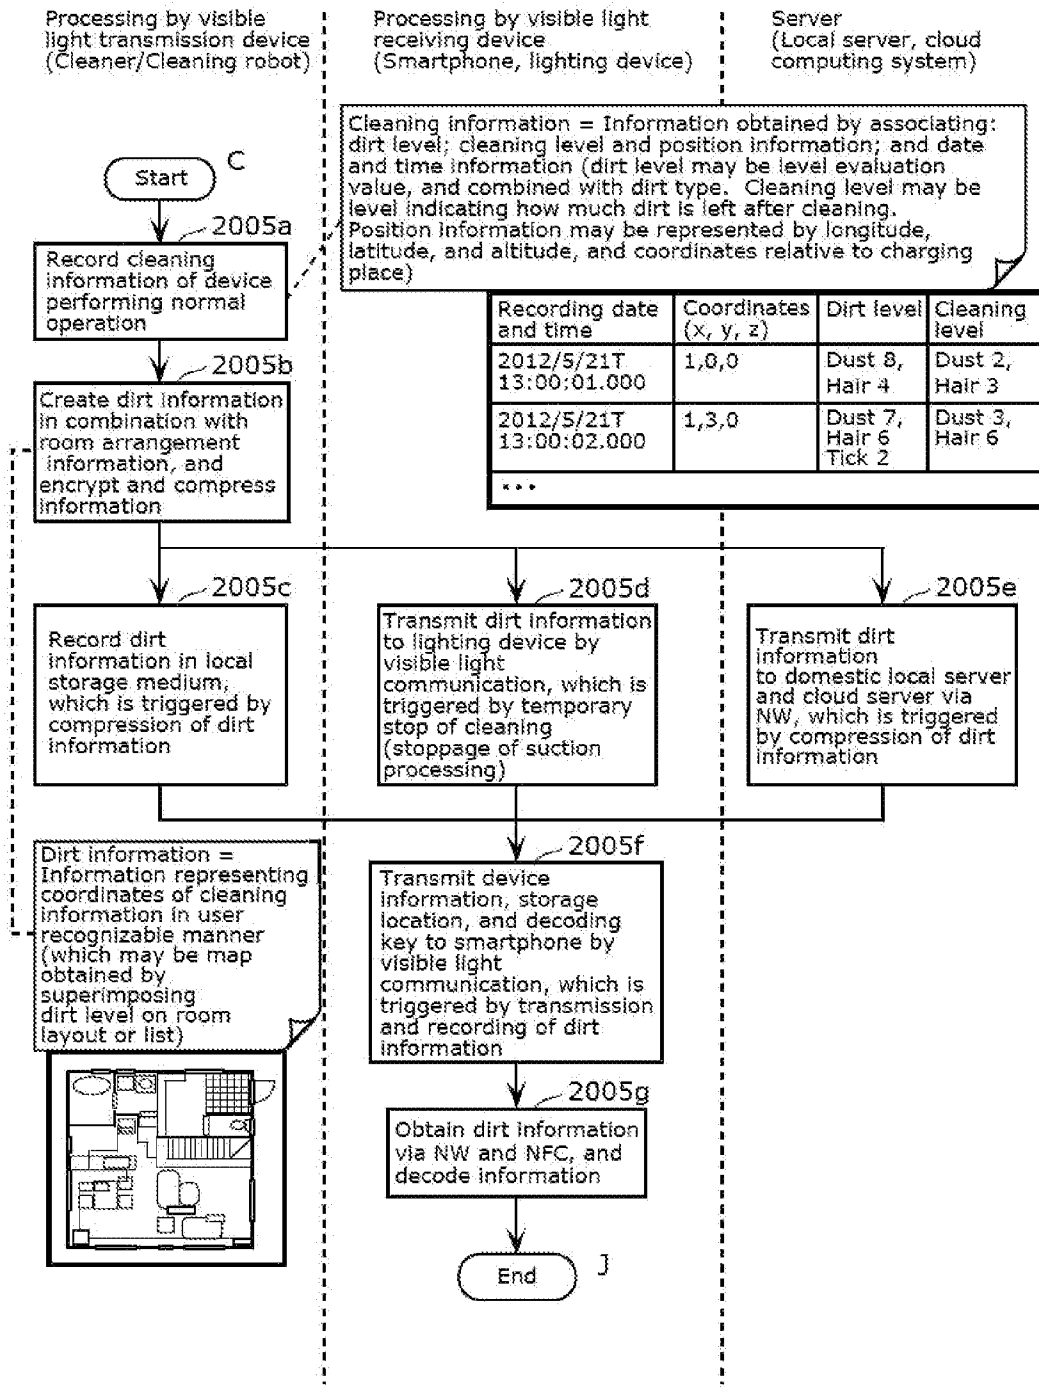 Processing by visible
light transmission device
(Cleaner/Cleaning robot)
Processing by visible light
receiving device
(Smartphone, lighting device)
Server
(Local server, cloud
computing system)
Cleaning information = Information obtained by associating:
dirt level; cleaning level and position information; and date
and time information (dirt level may be level evaluation
value, and combined with dirt type. Cleaning level may be
level indicating how much dirt is left after cleaning.
Position information may be represented by longitude,
latitude, and altitude, and coordinates relative to charging
place)
Start
C
2005a
Record cleaning
information of device
performing normal
operation
Recording date
and time
Coordinates
(x, y, z)
Dirt level
Cleaning
level
2012/5/21T
13:00:01.000
1,0,0
Dust 8,
Hair 4
Dust 2,
Hair 3
2012/5/21T
13:00:02.000
1,3,0
Dust 7,
Hair 6
Tick 2
Dust 3,
Hair 6
...
2005b
Create dirt information
in combination with
room arrangement
information, and
encrypt and compress
information
2005c
Record dirt
information in local
storage medium,
which is triggered by
compression of dirt
information
2005d
Transmit dirt information
to lighting device by
visible light
communication, which is
triggered by temporary
stop of cleaning
(stoppage of suction
processing)
2005e
Transmit dirt
information
to domestic local server
and cloud server via
NW, which is triggered
by compression of dirt
information
Dirt information =
Information representing
coordinates of cleaning
information in user
recognizable manner
(which may be map
obtained by
superimposing
dirt level on room
layout or list)
2005f
Transmit device
information, storage
location, and decoding
key to smartphone by
visible light
communication, which is
triggered by transmission
and recording of dirt
information
2005g
Obtain dirt information
via NW and NFC, and
decode information
End
J